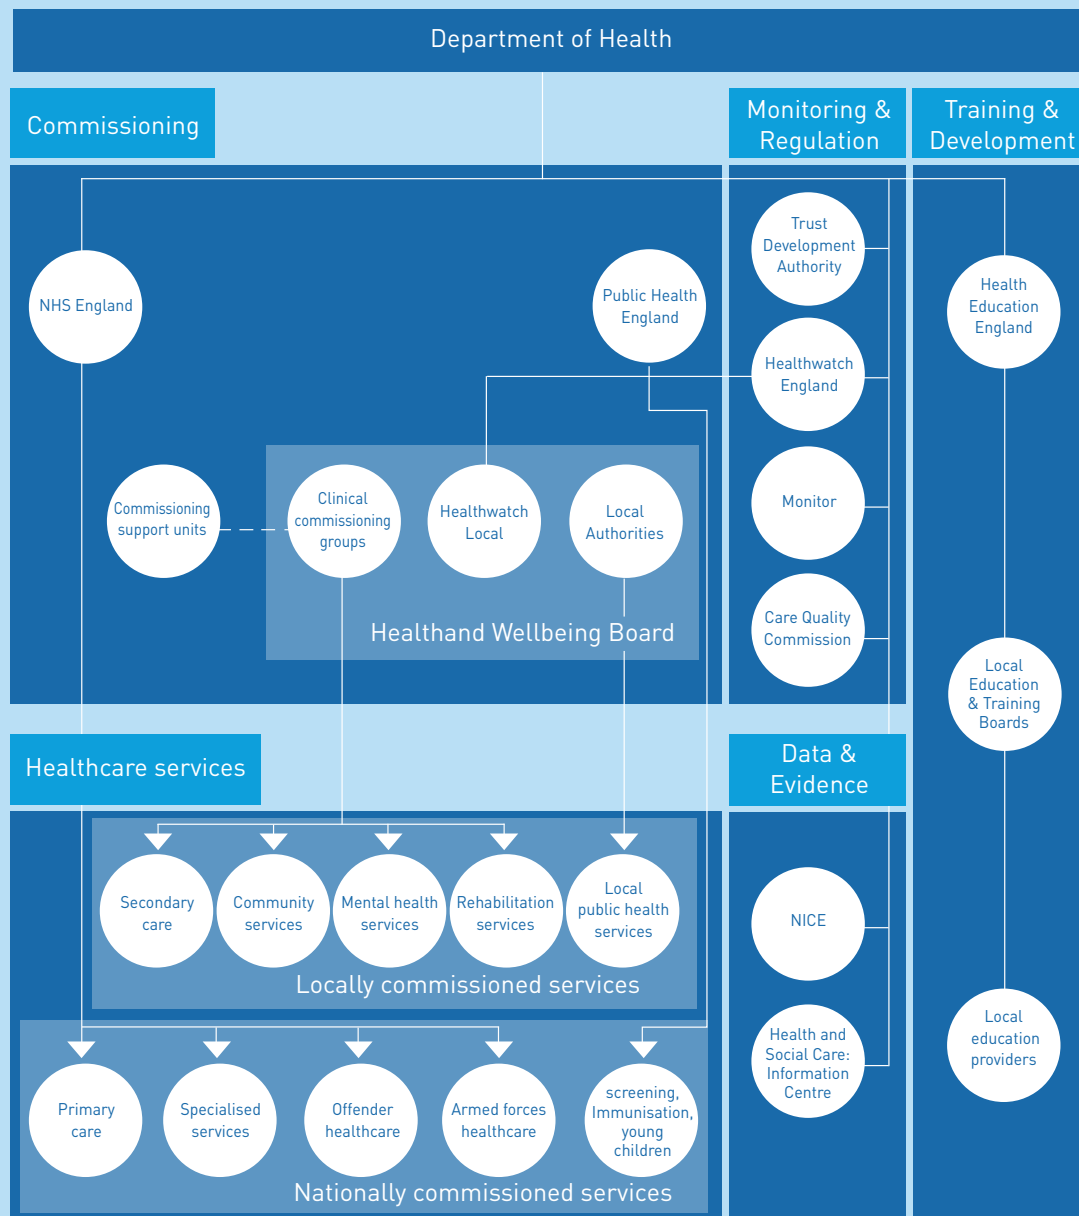 Department of Health
Commissioning
Monitoring &
Regulation
Training &
Development
NHS England
Public Health
England
Trust
Development
Authority
Healthwatch
England
Monitor
Care Quality
Commission
Health
Education
England
Commissioning
support units
Clinical
commissioning
groups
Healthwatch
Local
Local
Authorities
Healthand Wellbeing Board
Local
Education
& Training
Boards
Healthcare services
Data &
Evidence
Secondary
care
Community
services
Mental health
services
Rehabilitation
services
Local
public health
services
Locally commissioned services
NICE
Health and
Social Care:
Information
Centre
Local
education
providers
Primary
care
Specialised
services
Offender
healthcare
Armed forces
healthcare
screening,
Immunisation,
young
children
Nationally commissioned services